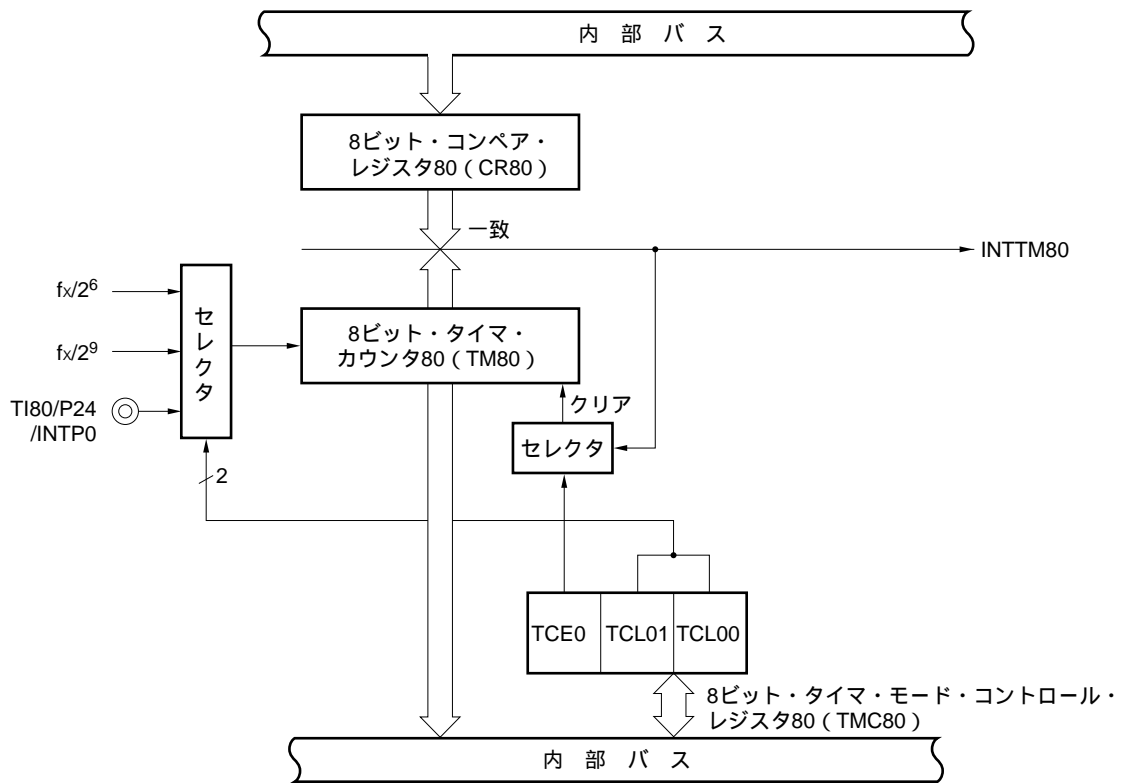 内 部 バ ス
8ビット・コンペア・
レジスタ80（CR80）
一致
INTTM80
fX/2^6
セレクタ
8ビット・タイマ・
カウンタ80（TM80）
fX/2^9
TI80/P24
/INTP0
クリア
セレクタ
2
TCE0 TCL01 TCL00
8ビット・タイマ・モード・コントロール・
レジスタ80（TMC80）
内 部 バ ス